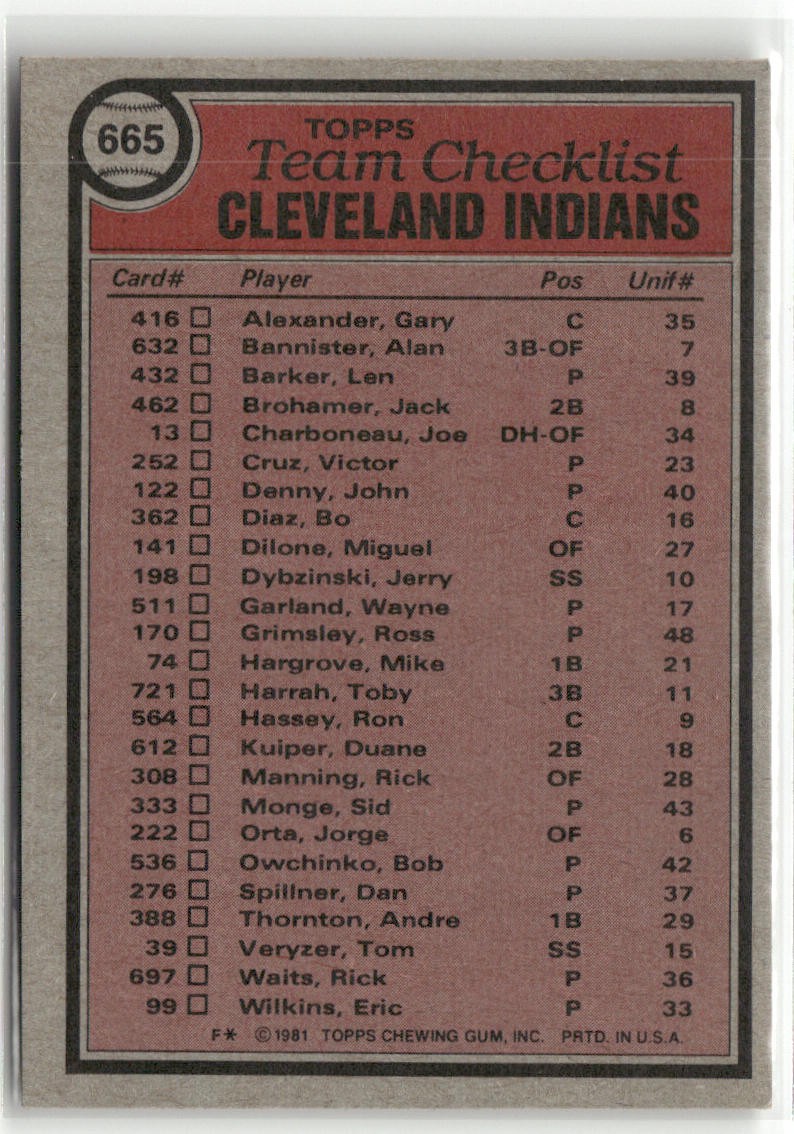 665
TOPPS
Team Checklist
CLEVELAND INDIANS
Card# Player Pos Unif#
416 Alexander, Gary C 35
632 Bannister, Alan 3B-OF 7
432 Barker, Len P 39
462 Brohamer, Jack 2B 8
13 Charboneau, Joe DH-OF 34
252 Cruz, Victor P 23
122 Denny, John P 40
362 Diaz, Bo C 16
141 Dilone, Miguel OF 27
198 Dybzinski, Jerry SS 10
511 Garland, Wayne P 17
170 Grimsley, Ross P 48
74 Hargrove, Mike 1B 21
721 Harrah, Toby 3B 11
564 Hassey, Ron C 9
612 Kuiper, Duane 2B 18
308 Manning, Rick OF 28
333 Monge, Sid P 43
222 Orta, Jorge OF 6
536 Owchinko, Bob P 42
276 Spillner, Dan P 37
388 Thornton, Andre 1B 29
39 Veryzer, Tom SS 15
697 Waits, Rick P 36
99 Wilkins, Eric P 33
F* ©1981 TOPPS CHEWING GUM, INC. PRTD. IN U.S.A.